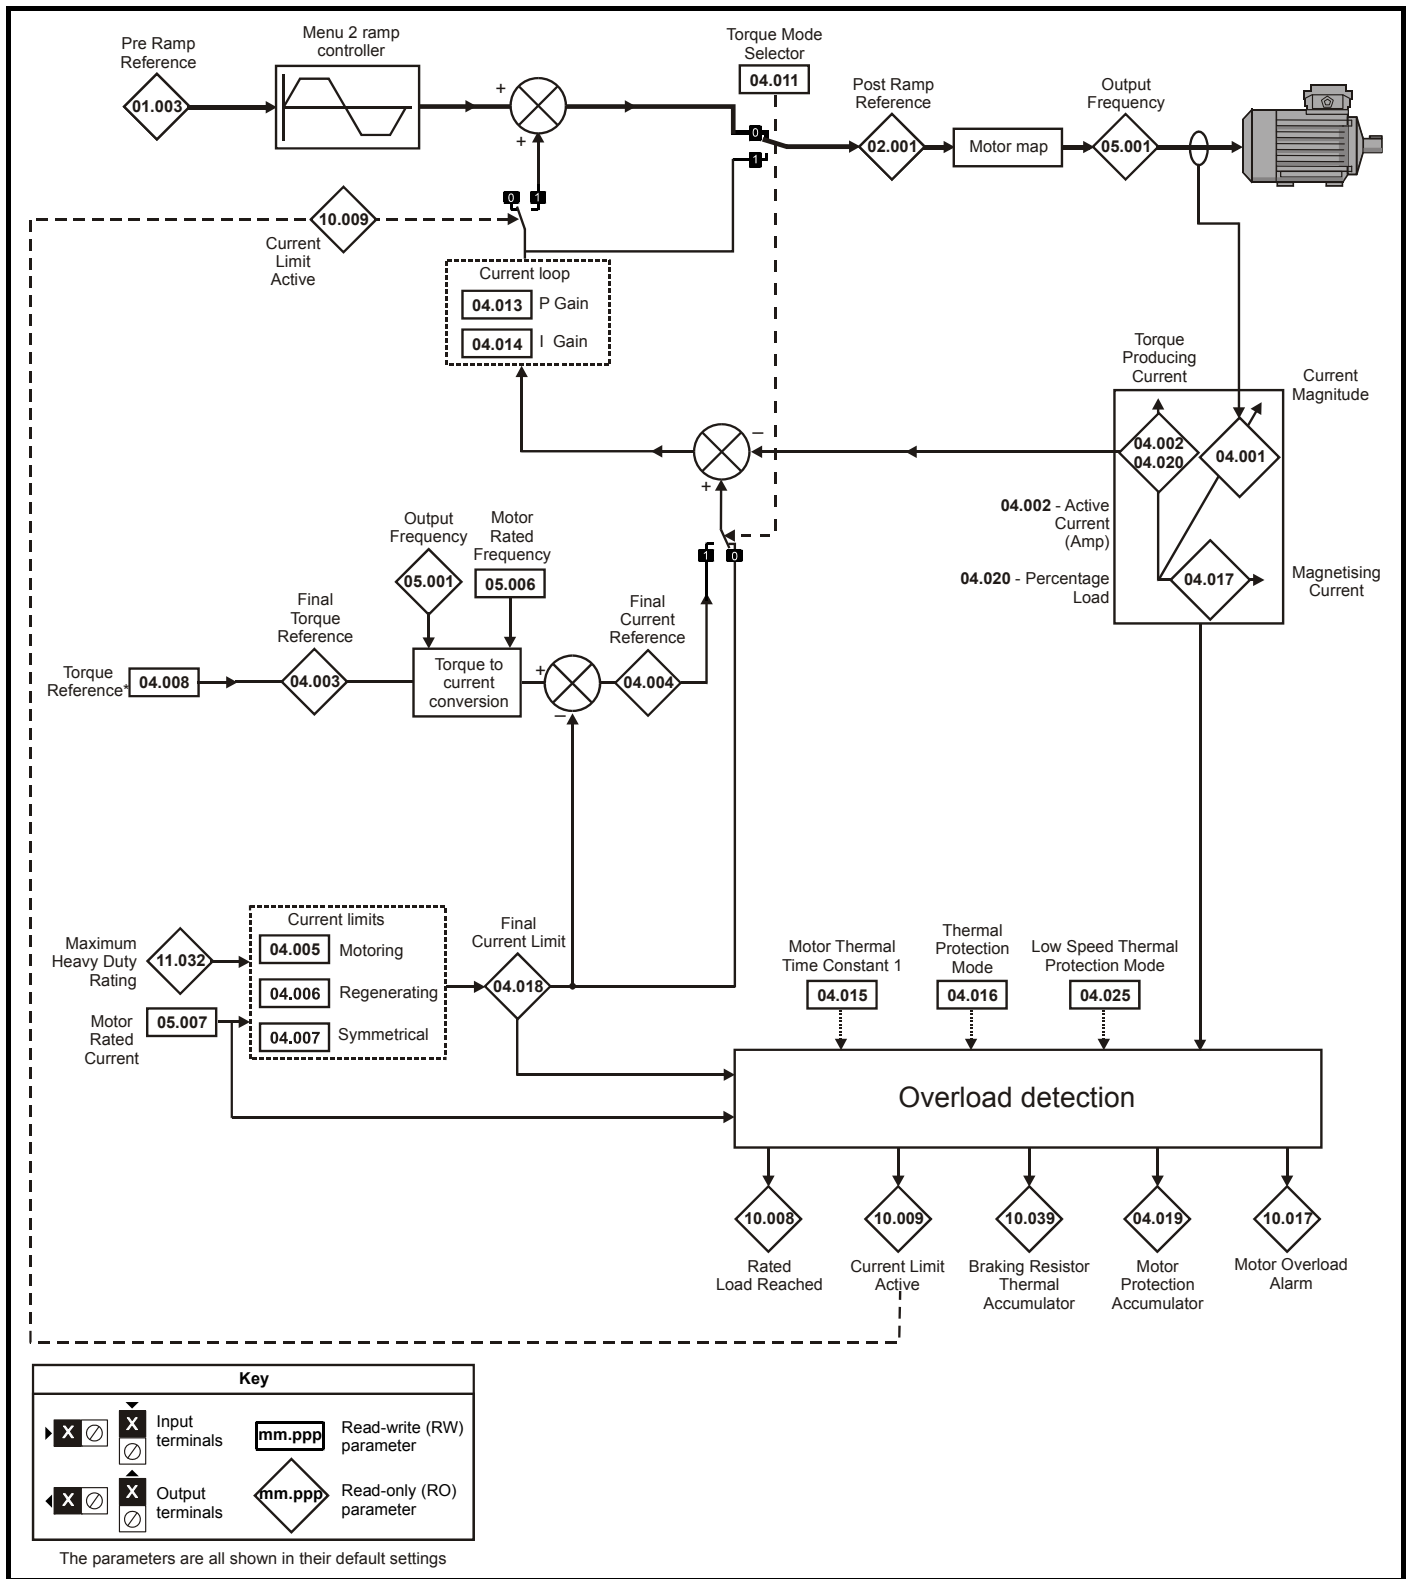 Pre Ramp
Reference
01.003
Menu 2 ramp
controller
+
+
Torque Mode
Selector
04.011
0
1
Post Ramp
Reference
02.001
Motor map
Output
Frequency
05.001
10.009
Current
Limit
Active
0
1
Current loop
04.013 P Gain
04.014 I Gain
Torque
Producing
Current
Current
Magnitude
04.002
04.020
04.001
04.002 - Active
Current
(Amp)
04.020 - Percentage
Load
04.017
Magnetising
Current
–
+
1
0
Output
Frequency
05.001
Motor
Rated
Frequency
05.006
Final
Torque
Reference
Final
Current
Reference
Torque
Reference*
04.008
04.003
Torque to
current
conversion
+
–
04.004
Maximum
Heavy Duty
Rating
11.032
Motor
Rated
Current
05.007
Current limits
04.005 Motoring
04.006 Regenerating
04.007 Symmetrical
Final
Current Limit
04.018
Motor Thermal
Time Constant 1
04.015
Thermal
Protection
Mode
04.016
Low Speed Thermal
Protection Mode
04.025
Overload detection
10.008
Rated
Load Reached
10.009
Current Limit
Active
10.039
Braking Resistor
Thermal
Accumulator
04.019
Motor
Protection
Accumulator
10.017
Motor Overload
Alarm
Key
X
X
Input
terminals
mm.ppp
Read-write (RW)
parameter
X
X
Output
terminals
mm.ppp
Read-only (RO)
parameter
The parameters are all shown in their default settings